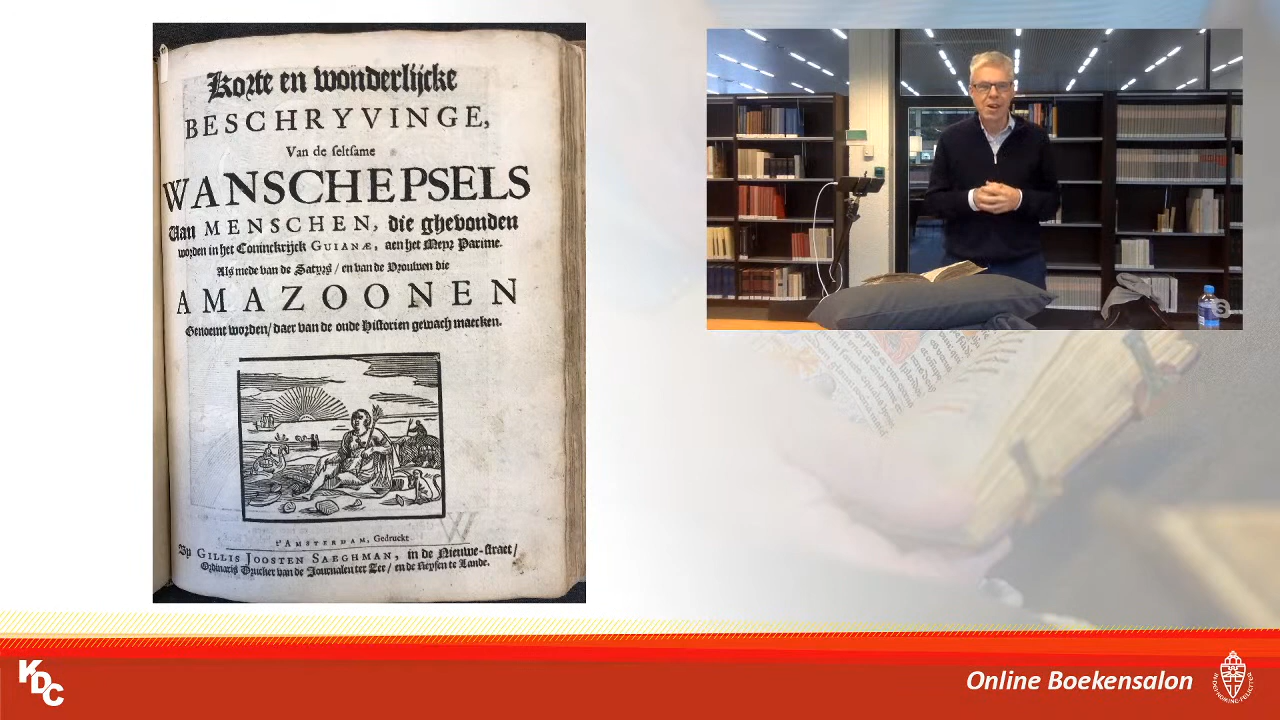 Korte en wonderlijcke
BESCHRYVINGE,
Van de seltsame
WANSCHEPSELS
Van MENSCHEN, die ghevonden
worden in het Coninckrijck GUIANÆ, aen het Meyr Parime.
Als mede van de Satyrs / en van de Vrouwen die
AMAZOONEN
Genoemt worden / daer van de oude Historien gewach maecken.
t'AMSTERDAM, Gedruckt
By GILLIS JOOSTEN SAEGHMAN, in de Nieuwe-straet /
Ordinaris Drucker van de Journalen ter Zee / en de Reysen te Lande.
KDC
Online Boekensalon